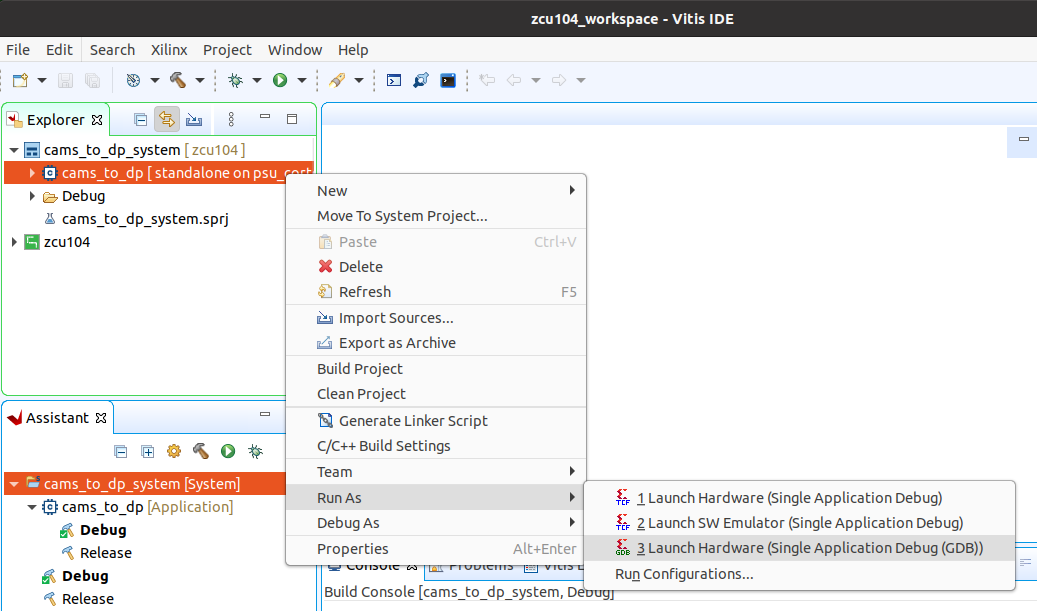 zcu104_workspace - Vitis IDE
File Edit Search Xilinx Project Window Help
Explorer
cams_to_dp_system [ zcu104 ]
cams_to_dp [ standalone on psu_cort
Debug
cams_to_dp_system.sprj
zcu104
New
Move To System Project...
Paste Ctrl+V
Delete
Refresh F5
Import Sources...
Export as Archive
Build Project
Clean Project
Generate Linker Script
C/C++ Build Settings
Team
Run As
Debug As
Properties Alt+Enter
TCF 1 Launch Hardware (Single Application Debug)
TCF 2 Launch SW Emulator (Single Application Debug)
GDB 3 Launch Hardware (Single Application Debug (GDB))
Run Configurations...
Assistant
cams_to_dp_system [System]
cams_to_dp [Application]
Debug
Release
Debug
Release
Console Problems Vitis
Build Console [cams_to_dp_system, Debug]